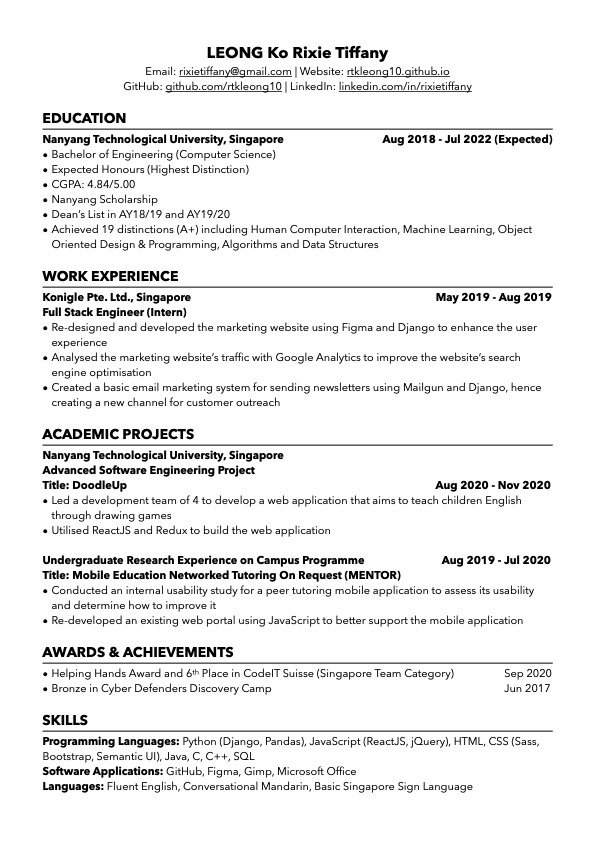 LEONG Ko Rixie Tiffany
Email: rixietiffany@gmail.com | Website: rtkleong10.github.io
GitHub: github.com/rtkleong10 | LinkedIn: linkedin.com/in/rixietiffany
EDUCATION
Nanyang Technological University, Singapore Aug 2018 - Jul 2022 (Expected)
• Bachelor of Engineering (Computer Science)
• Expected Honours (Highest Distinction)
• CGPA: 4.84/5.00
• Nanyang Scholarship
• Dean's List in AY18/19 and AY19/20
• Achieved 19 distinctions (A+) including Human Computer Interaction, Machine Learning, Object
Oriented Design & Programming, Algorithms and Data Structures
WORK EXPERIENCE
Konigle Pte. Ltd., Singapore May 2019 - Aug 2019
Full Stack Engineer (Intern)
• Re-designed and developed the marketing website using Figma and Django to enhance the user
experience
• Analysed the marketing website's traffic with Google Analytics to improve the website's search
engine optimisation
• Created a basic email marketing system for sending newsletters using Mailgun and Django, hence
creating a new channel for customer outreach
ACADEMIC PROJECTS
Nanyang Technological University, Singapore
Advanced Software Engineering Project
Title: DoodleUp Aug 2020 - Nov 2020
• Led a development team of 4 to develop a web application that aims to teach children English
through drawing games
• Utilised ReactJS and Redux to build the web application
Undergraduate Research Experience on Campus Programme Aug 2019 - Jul 2020
Title: Mobile Education Networked Tutoring On Request (MENTOR)
• Conducted an internal usability study for a peer tutoring mobile application to assess its usability
and determine how to improve it
• Re-developed an existing web portal using JavaScript to better support the mobile application
AWARDS & ACHIEVEMENTS
• Helping Hands Award and 6th Place in CodeIT Suisse (Singapore Team Category) Sep 2020
• Bronze in Cyber Defenders Discovery Camp Jun 2017
SKILLS
Programming Languages: Python (Django, Pandas), JavaScript (ReactJS, jQuery), HTML, CSS (Sass,
Bootstrap, Semantic UI), Java, C, C++, SQL
Software Applications: GitHub, Figma, Gimp, Microsoft Office
Languages: Fluent English, Conversational Mandarin, Basic Singapore Sign Language